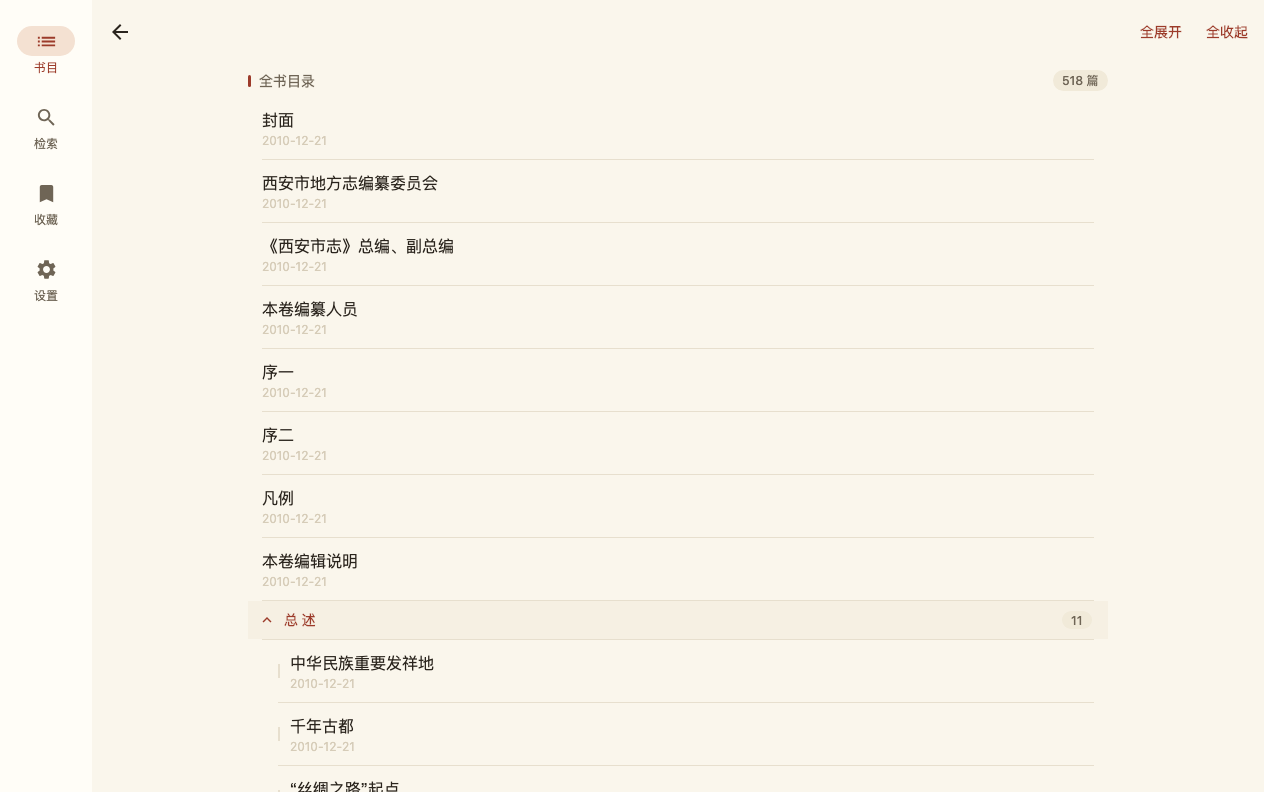 书目
检索
收藏
设置
全展开 全收起
全书目录 518 篇
封面
2010-12-21
西安市地方志编纂委员会
2010-12-21
《西安市志》总编、副总编
2010-12-21
本卷编纂人员
2010-12-21
序一
2010-12-21
序二
2010-12-21
凡例
2010-12-21
本卷编辑说明
2010-12-21
总 述 11
中华民族重要发祥地
2010-12-21
千年古都
2010-12-21
“丝绸之路”起点